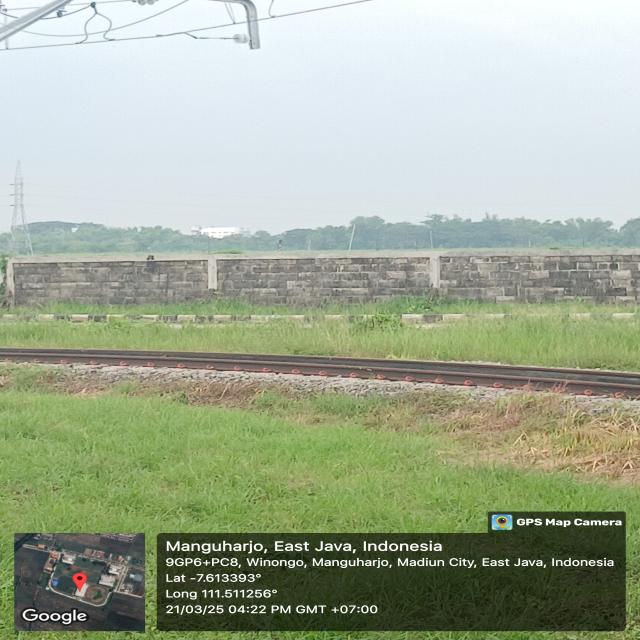 GPS Map Camera
Manguharjo, East Java, Indonesia
9GP6+PC8, Winongo, Manguharjo, Madiun City, East Java, Indonesia
Lat -7.613393°
Long 111.511256°
21/03/25 04:22 PM GMT +07:00
Google